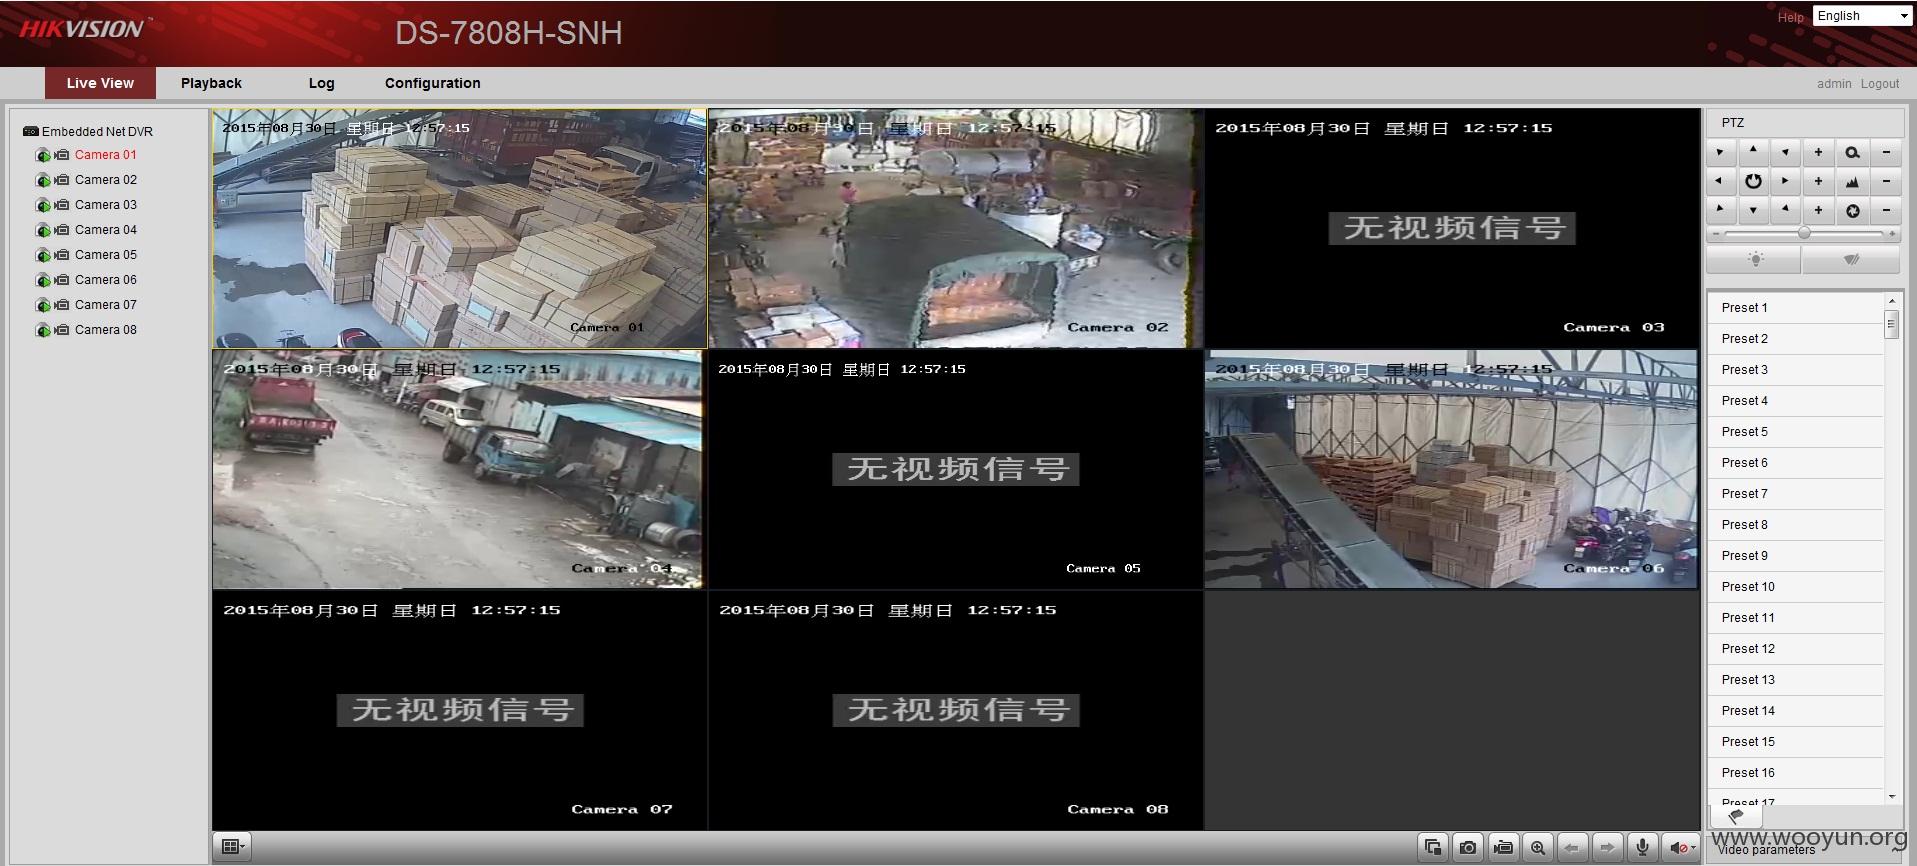 HIKVISION
DS-7808H-SNH
Help English
Live View Playback Log Configuration
admin Logout
Embedded Net DVR
Camera 01
Camera 02
Camera 03
Camera 04
Camera 05
Camera 06
Camera 07
Camera 08
2015年08月30日 星期日 12:57:15
Camera 01
2015年08月30日 星期日 12:57:15
Camera 02
2015年08月30日 星期日 12:57:15
无视频信号
Camera 03
2015年08月30日 星期日 12:57:15
Camera 04
2015年08月30日 星期日 12:57:15
无视频信号
Camera 05
2015年08月30日 星期日 12:57:15
Camera 06
2015年08月30日 星期日 12:57:15
无视频信号
Camera 07
2015年08月30日 星期日 12:57:15
无视频信号
Camera 08
PTZ
Preset 1
Preset 2
Preset 3
Preset 4
Preset 5
Preset 6
Preset 7
Preset 8
Preset 9
Preset 10
Preset 11
Preset 12
Preset 13
Preset 14
Preset 15
Preset 16
Preset 17
Video parameters
www.wooyun.org